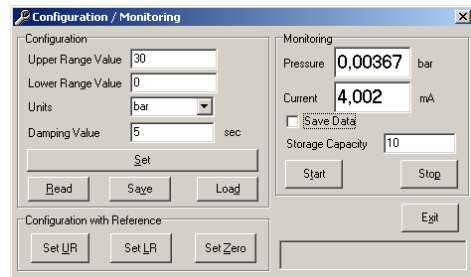 Configuration / Monitoring
Configuration
Upper Range Value 30
Lower Range Value 0
Units bar
Damping Value 5 sec
Set
Read Save Load
Configuration with Reference
Set UR Set LR Set Zero
Monitoring
Pressure 0,00367 bar
Current 4,002 mA
Save Data
Storage Capacity 10
Start Stop
Exit